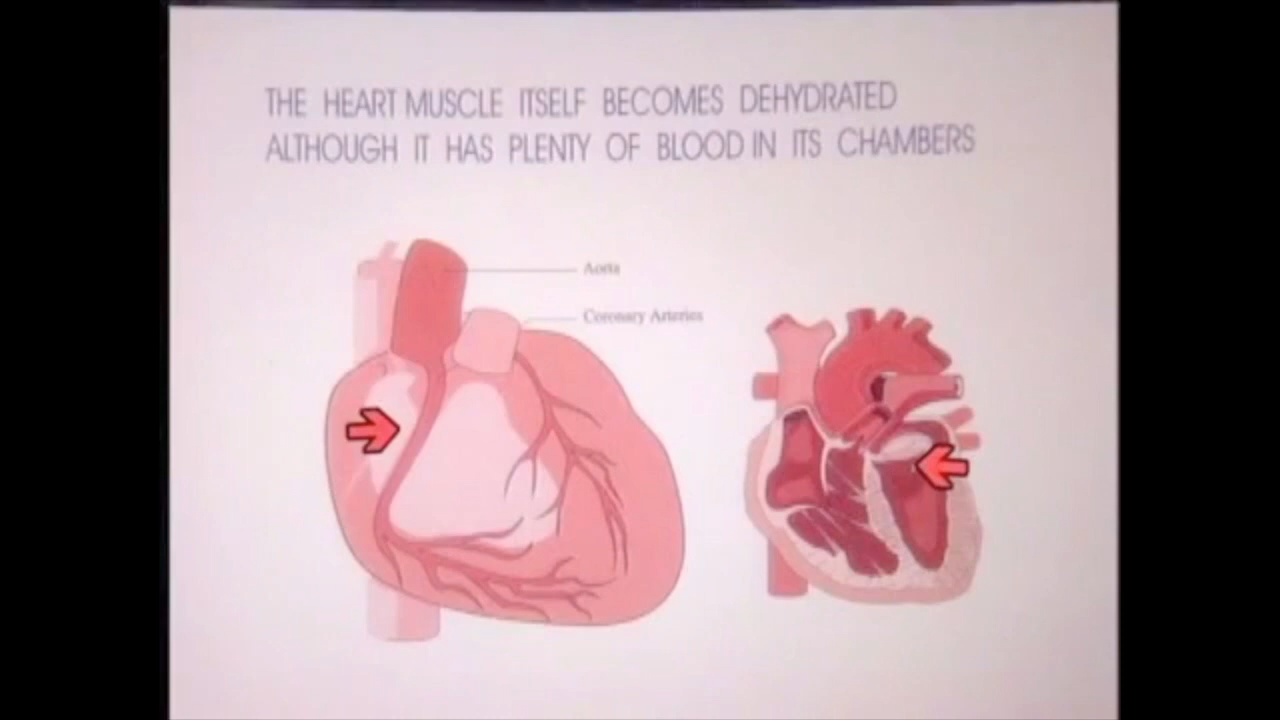 THE HEART MUSCLE ITSELF BECOMES DEHYDRATED
ALTHOUGH IT HAS PLENTY OF BLOOD IN ITS CHAMBERS
Aorta
Coronary Arteries